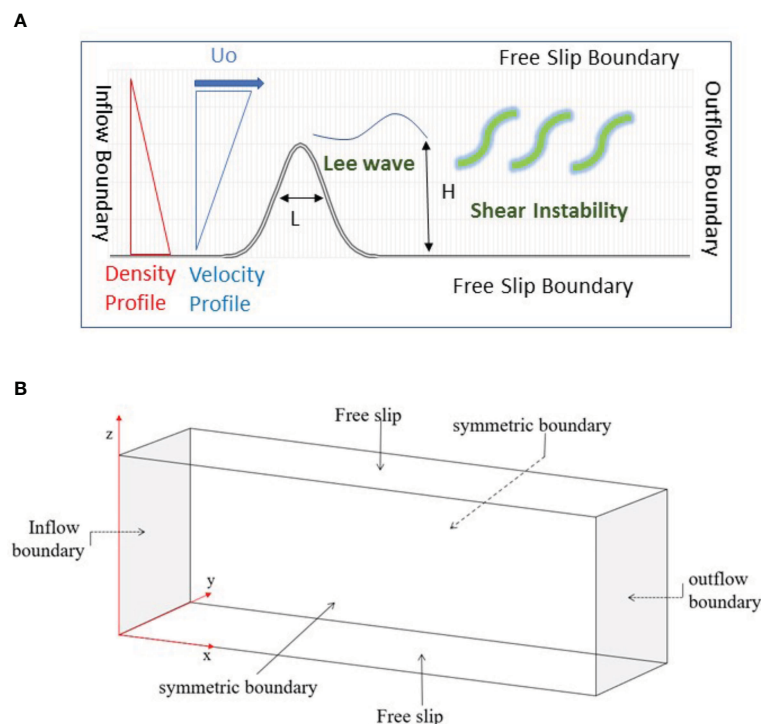 A
Uo
Free Slip Boundary
Inflow Boundary
Outflow Boundary
Lee wave
H
L
Shear Instability
Density
Profile
Velocity
Profile
Free Slip Boundary
B
Free slip
symmetric boundary
z
Inflow
boundary
y
outflow
boundary
x
symmetric boundary
Free slip